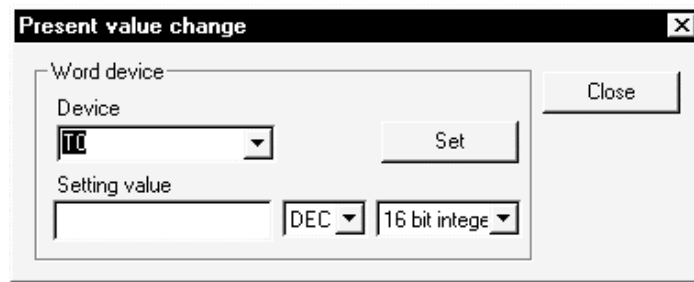 Present value change
Word device
Close
Device
T0
Set
Setting value
DEC
16 bit intege